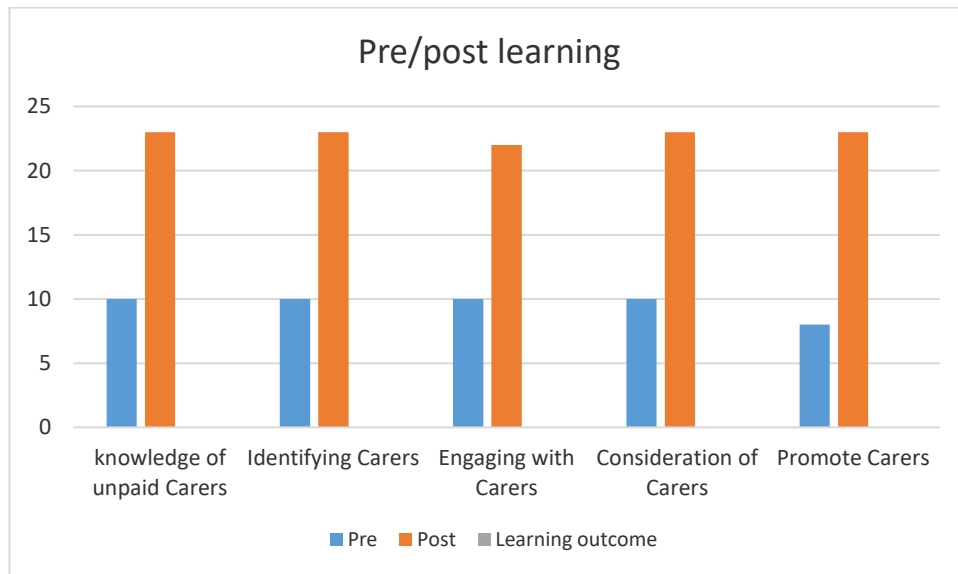 Pre/post learning
25
20
15
10
5
0
knowledge of unpaid Carers
Identifying Carers
Engaging with Carers
Consideration of Carers
Promote Carers
Pre
Post
Learning outcome